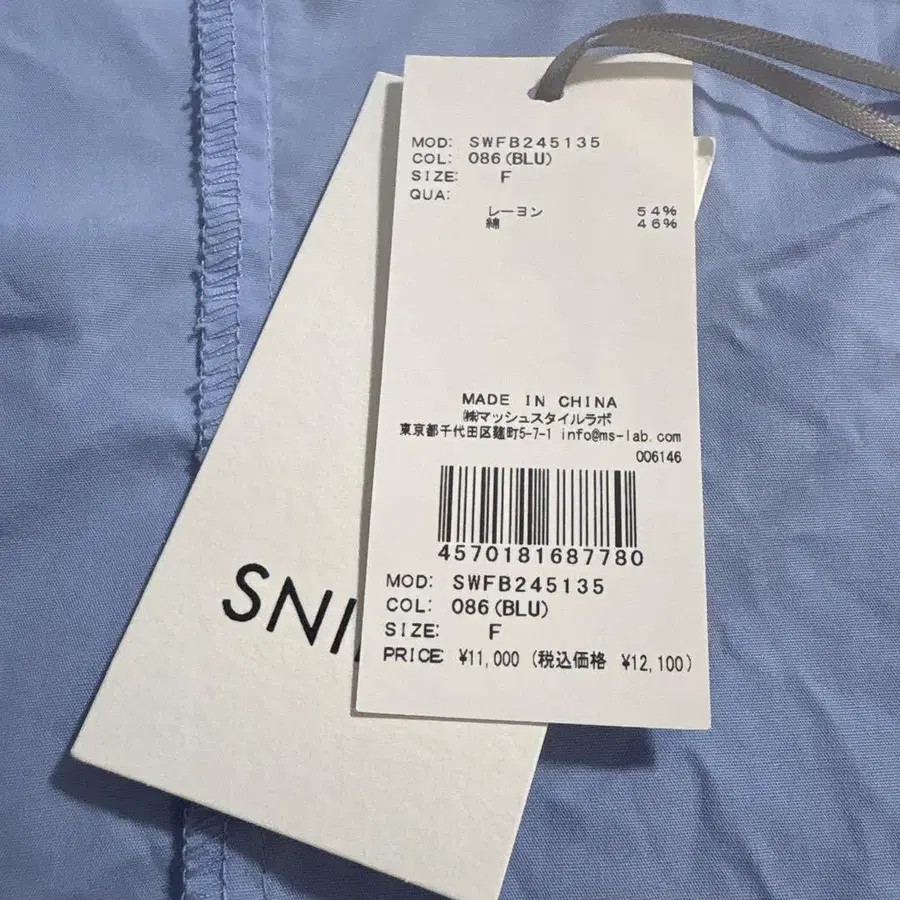 MOD: SWFB245135
COL: 086(BLU)
SIZE: F
QUA:
レーヨン 54%
綿 46%
MADE IN CHINA
㈱マッシュスタイルラボ
東京都千代田区麹町5-7-1 info@ms-lab.com
006146
4570181687780
MOD: SWFB245135
COL: 086(BLU)
SIZE: F
PRICE: ¥11,000 (税込価格 ¥12,100)
SNI